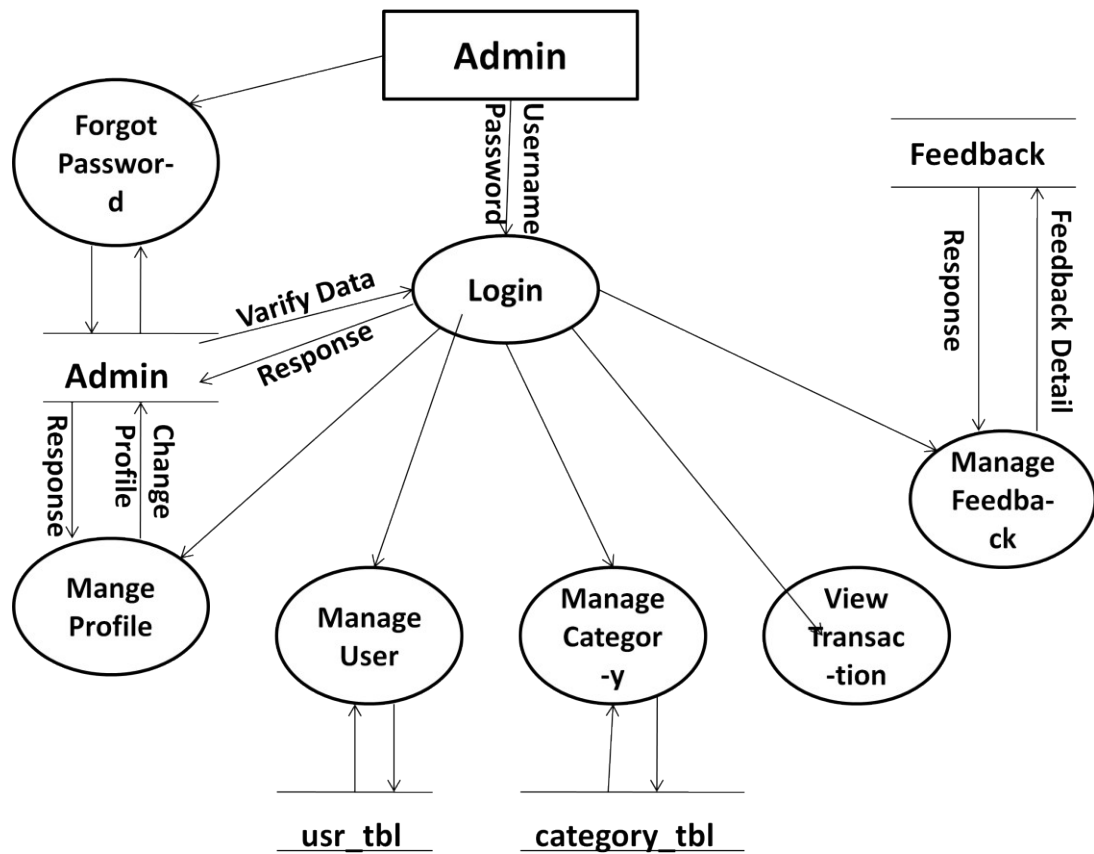 Admin
Forgot
Passwor-
d
Username
Password
Feedback
Response
Feedback Detail
Login
Varify Data
Response
Admin
Response
Change
Profile
Manage
Feedba-
ck
Mange
Profile
Manage
User
Manage
Categor
-y
View
Transac
-tion
usr_tbl
category_tbl